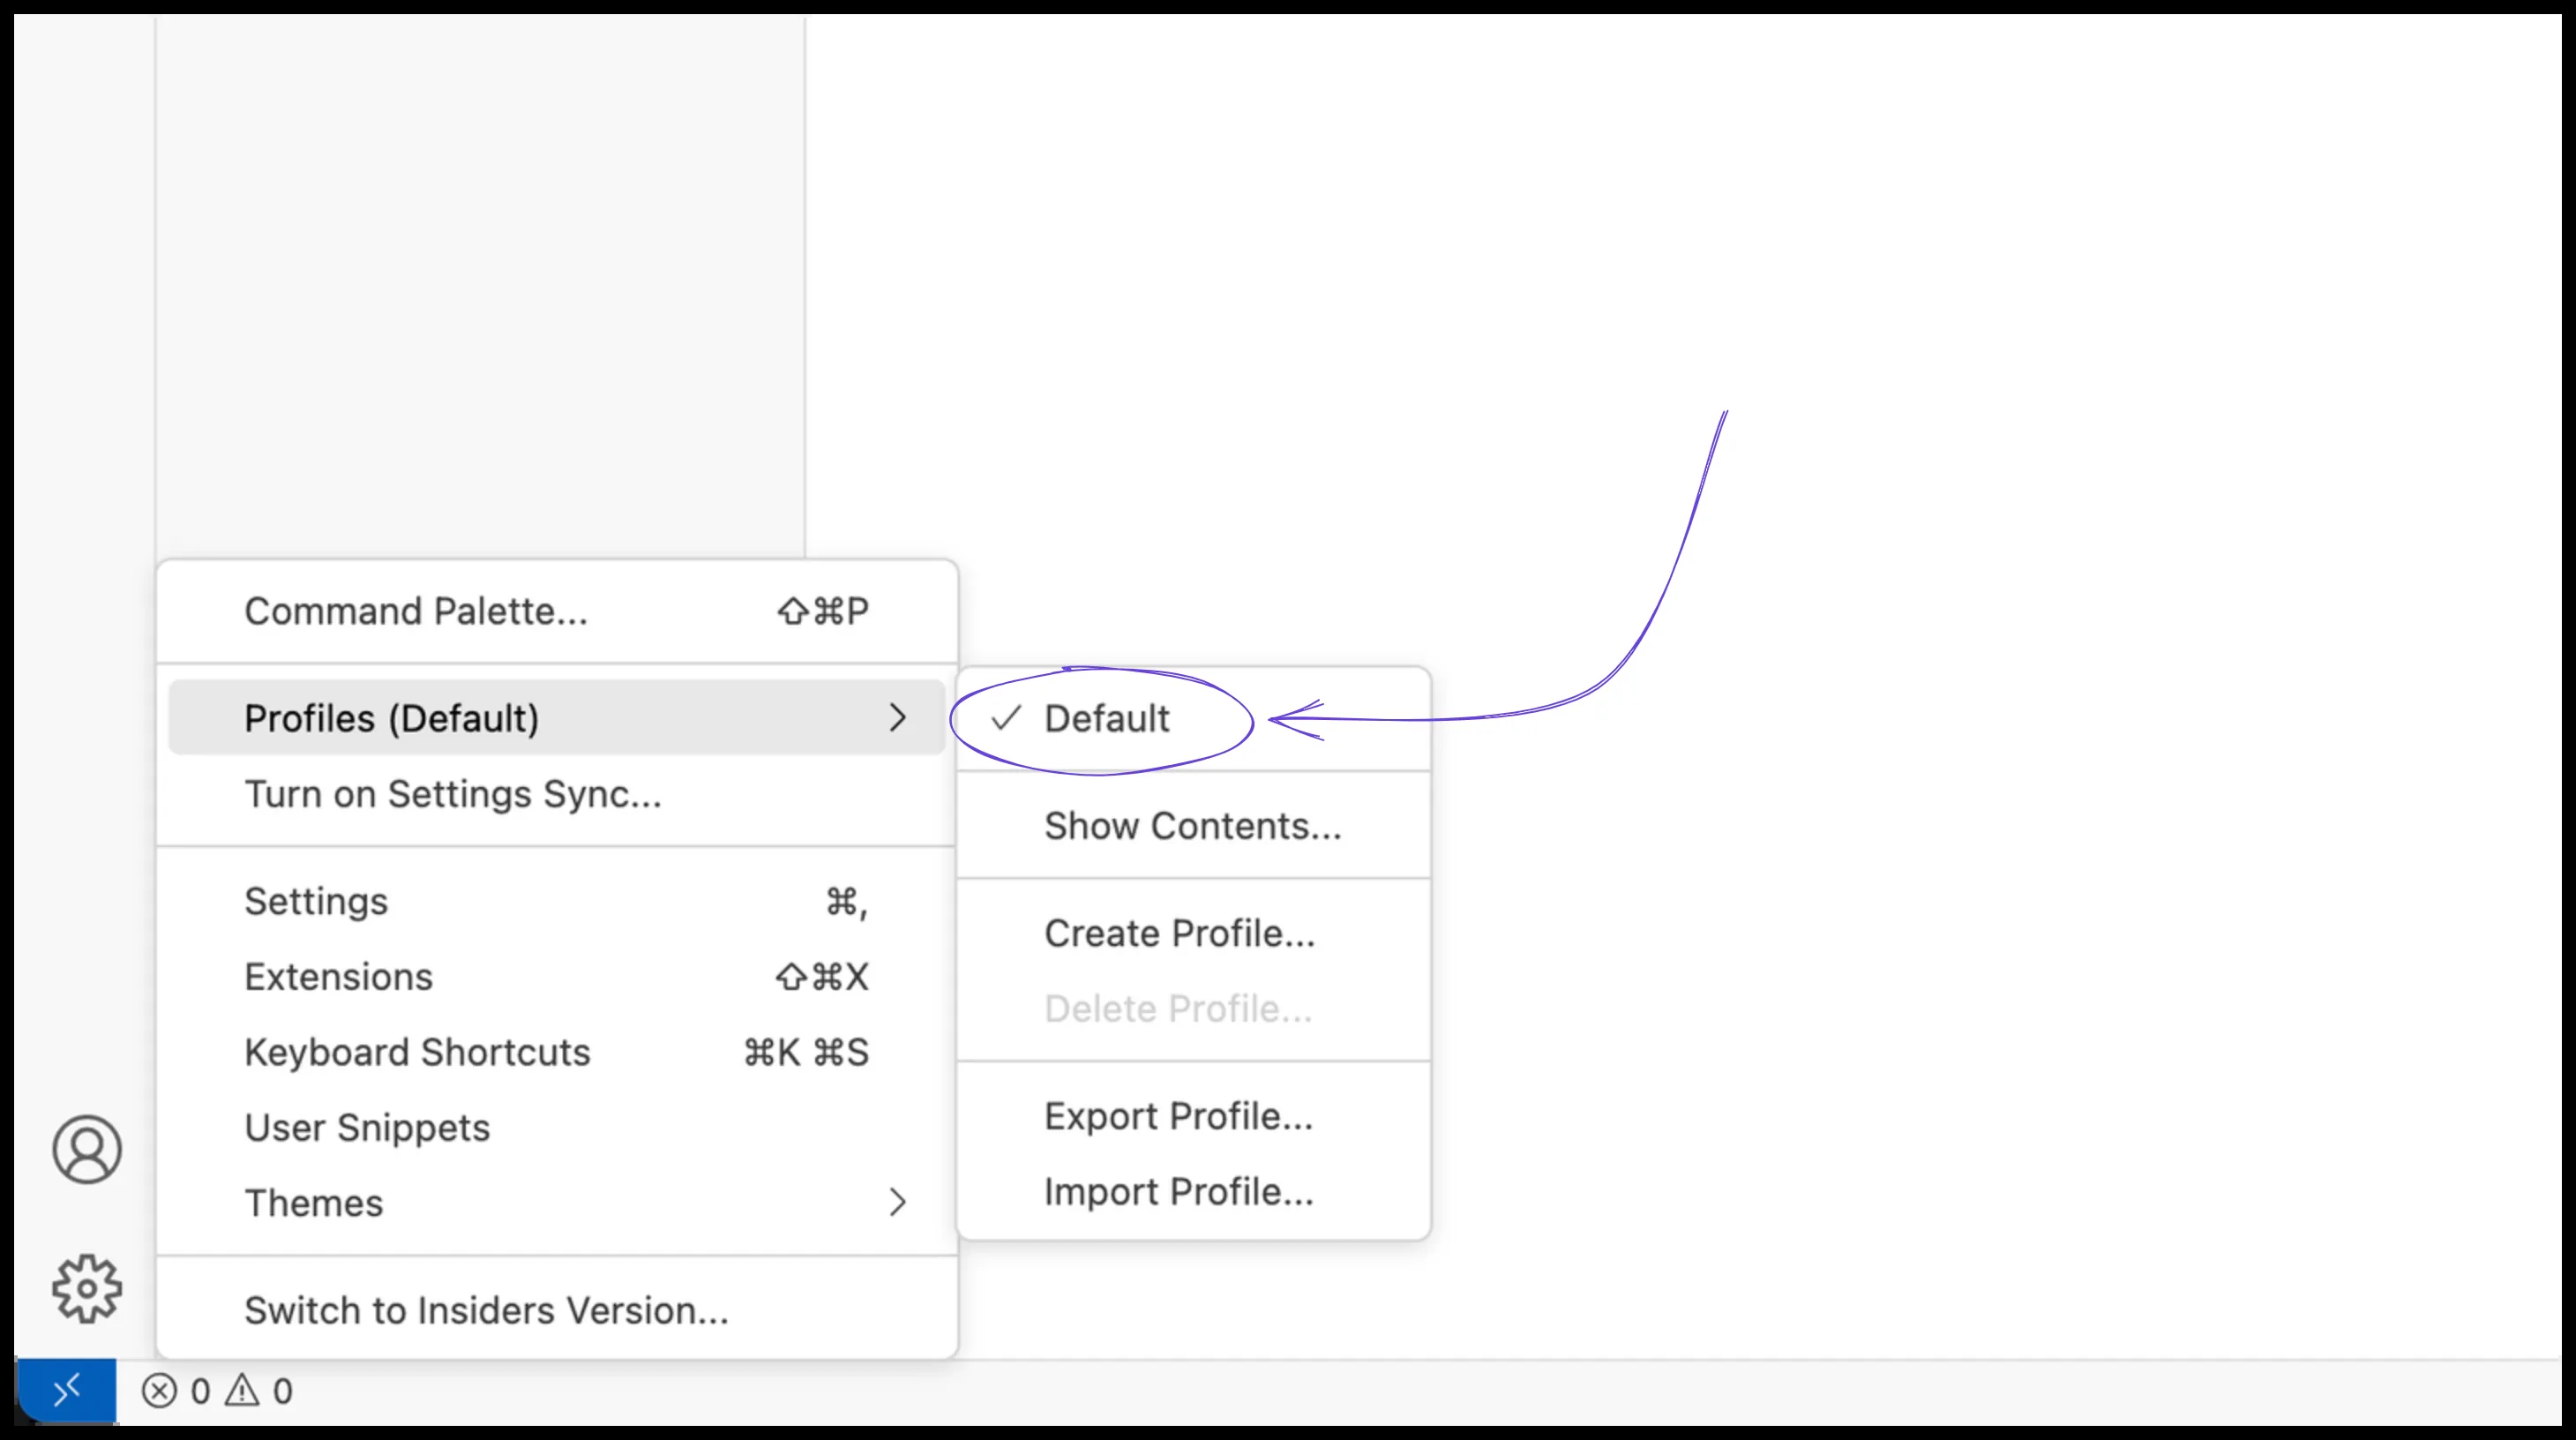 Command Palette... ⇧⌘P
Profiles (Default)
Turn on Settings Sync...
Settings ⌘,
Extensions ⇧⌘X
Keyboard Shortcuts ⌘K ⌘S
User Snippets
Themes
Switch to Insiders Version...
✓ Default
Show Contents...
Create Profile...
Delete Profile...
Export Profile...
Import Profile...
0 0